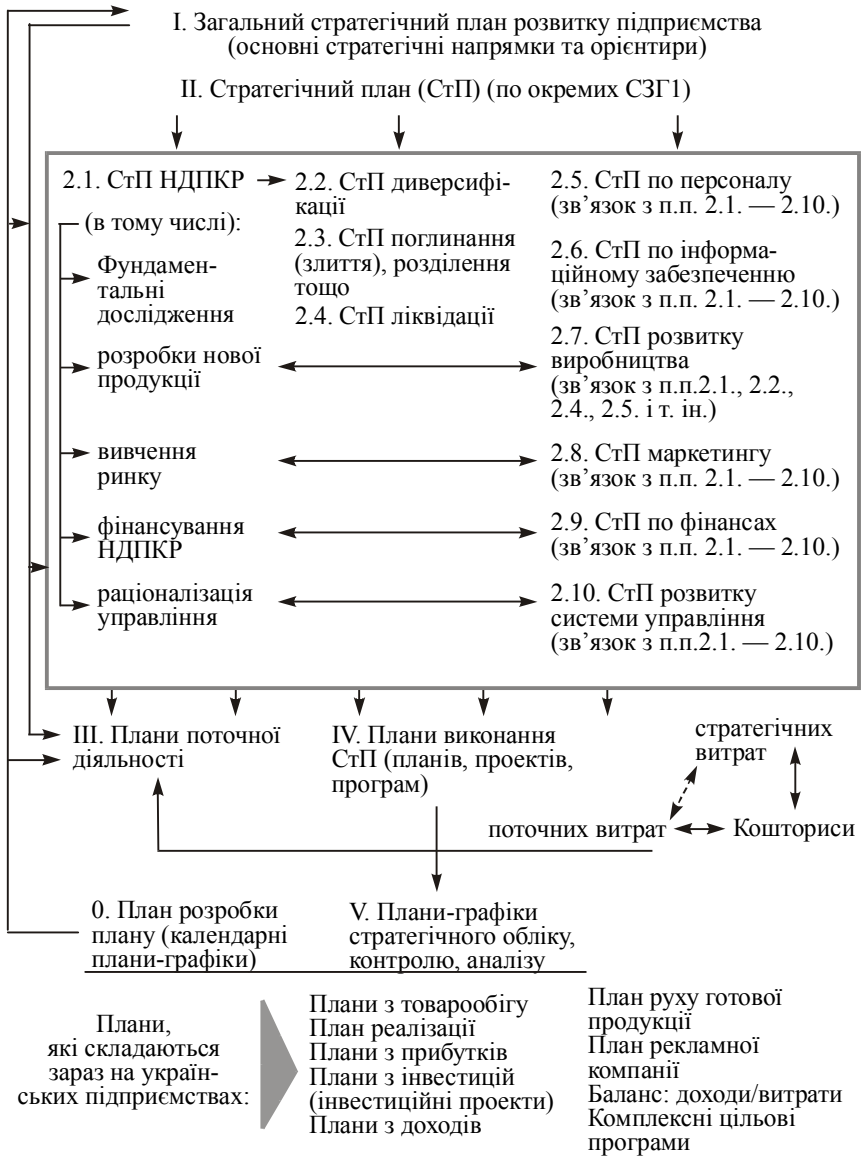 I. Загальний стратегічний план розвитку підприємства
(основні стратегічні напрямки та орієнтири)
II. Стратегічний план (СтП) (по окремих СЗГ1)
2.1. СтП НДПКР
(в тому числі):
Фундамен-
тальні
дослідження
розробки нової
продукції
вивчення
ринку
фінансування
НДПКР
раціоналізація
управління
2.2. СтП диверсифі-
кації
2.3. СтП поглинання
(злиття), розділення
тощо
2.4. СтП ліквідації
2.5. СтП по персоналу
(зв’язок з п.п. 2.1. — 2.10.)
2.6. СтП по інформа-
ційному забезпеченню
(зв’язок з п.п. 2.1. — 2.10.)
2.7. СтП розвитку
виробництва
(зв’язок з п.п.2.1., 2.2.,
2.4., 2.5. і т. ін.)
2.8. СтП маркетингу
(зв’язок з п.п. 2.1. — 2.10.)
2.9. СтП по фінансах
(зв’язок з п.п. 2.1. — 2.10.)
2.10. СтП розвитку
системи управління
(зв’язок з п.п.2.1. — 2.10.)
III. Плани поточної
діяльності
IV. Плани виконання
СтП (планів, проектів,
програм)
стратегічних
витрат
поточних витрат
Кошториси
0. План розробки
плану (календарні
плани-графіки)
V. Плани-графіки
стратегічного обліку,
контролю, аналізу
Плани,
які складаються
зараз на україн-
ських підприємствах:
Плани з товарообігу
План реалізації
Плани з прибутків
Плани з інвестицій
(інвестиційні проекти)
Плани з доходів
План руху готової
продукції
План рекламної
компанії
Баланс: доходи/витрати
Комплексні цільові
програми